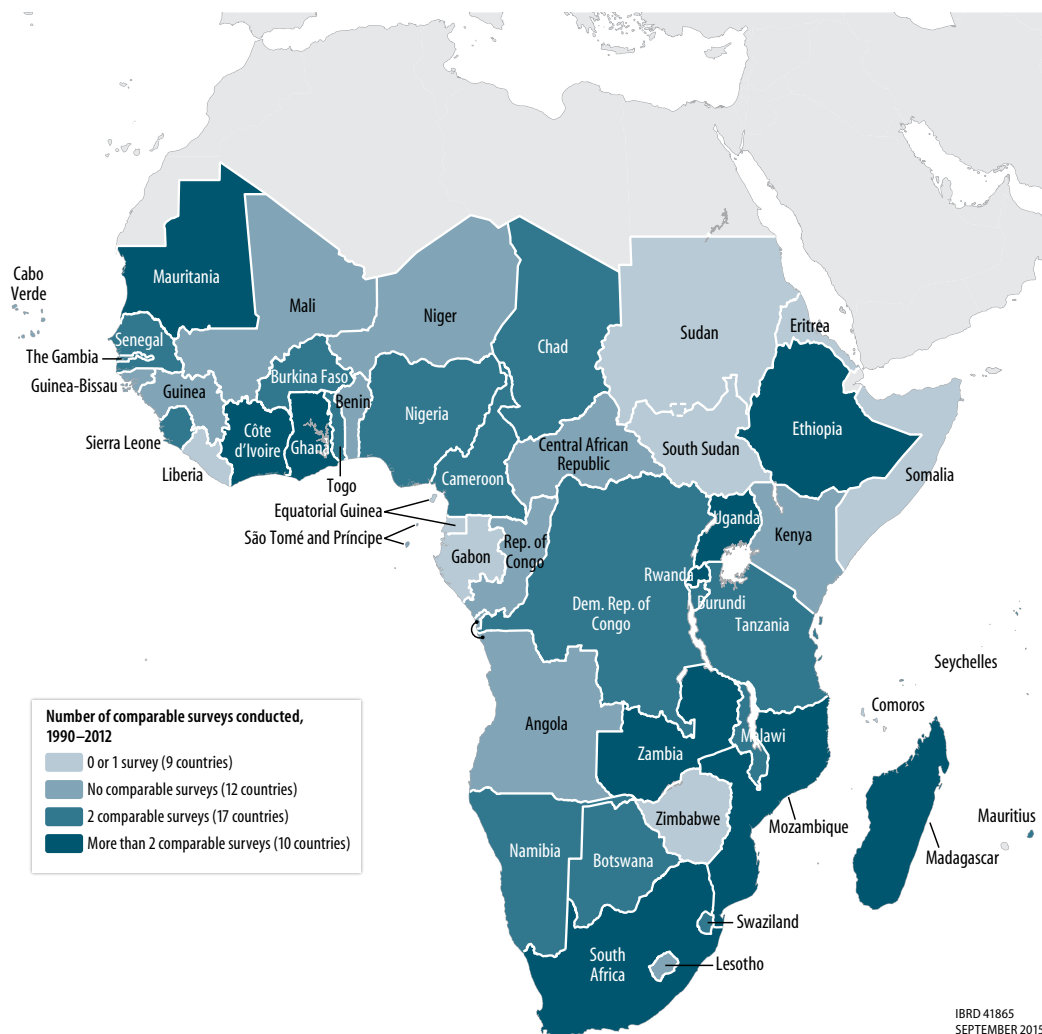 Cabo
Verde
Mauritania
Mali
Niger
Chad
Sudan
Eritrea
Senegal
The Gambia
Guinea-Bissau
Guinea
Burkina Faso
Benin
Nigeria
Sierra Leone
Côte
d’Ivoire
Ghana
Liberia
Togo
Cameroon
Central African
Republic
South Sudan
Ethiopia
Somalia
Equatorial Guinea
São Tomé and Príncipe
Gabon
Rep. of
Congo
Uganda
Kenya
Rwanda
Burundi
Dem. Rep. of
Congo
Tanzania
Seychelles
Comoros
Angola
Zambia
Malawi
Mozambique
Zimbabwe
Namibia
Botswana
Mauritius
Madagascar
Swaziland
South
Africa
Lesotho
Number of comparable surveys conducted,
1990–2012
0 or 1 survey (9 countries)
No comparable surveys (12 countries)
2 comparable surveys (17 countries)
More than 2 comparable surveys (10 countries)
IBRD 41865
SEPTEMBER 2015